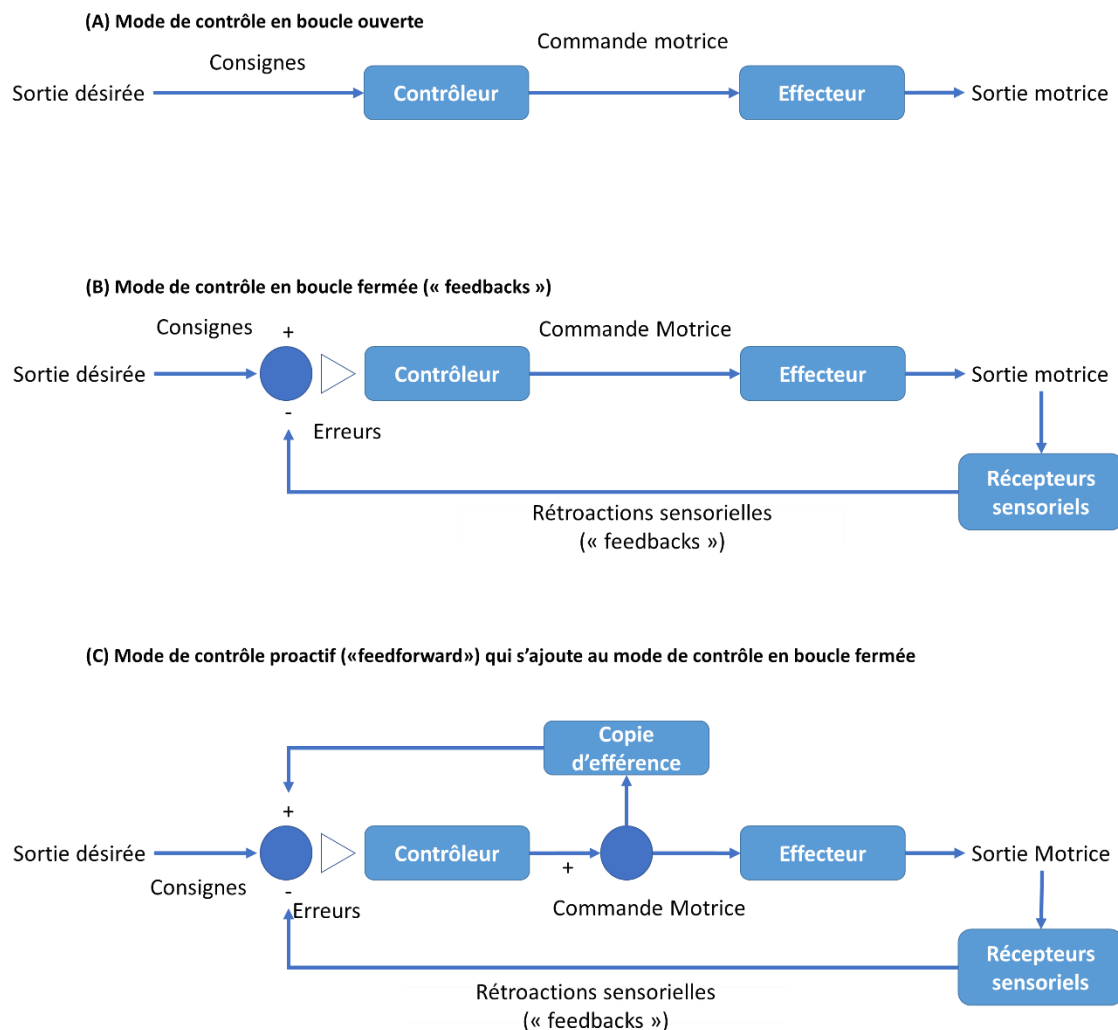 (A) Mode de contrôle en boucle ouverte
Consignes
Commande motrice
Sortie désirée
Contrôleur
Effecteur
Sortie motrice
(B) Mode de contrôle en boucle fermée (« feedbacks »)
Consignes
+
Commande Motrice
Sortie désirée
Contrôleur
Effecteur
Sortie motrice
-
Erreurs
Récepteurs
sensoriels
Rétroactions sensorielles
(« feedbacks »)
(C) Mode de contrôle proactif («feedforward») qui s’ajoute au mode de contrôle en boucle fermée
Copie
d’efférence
+
Sortie désirée
Contrôleur
Effecteur
Sortie Motrice
+
Consignes
-
Erreurs
Commande Motrice
Récepteurs
sensoriels
Rétroactions sensorielles
(« feedbacks »)